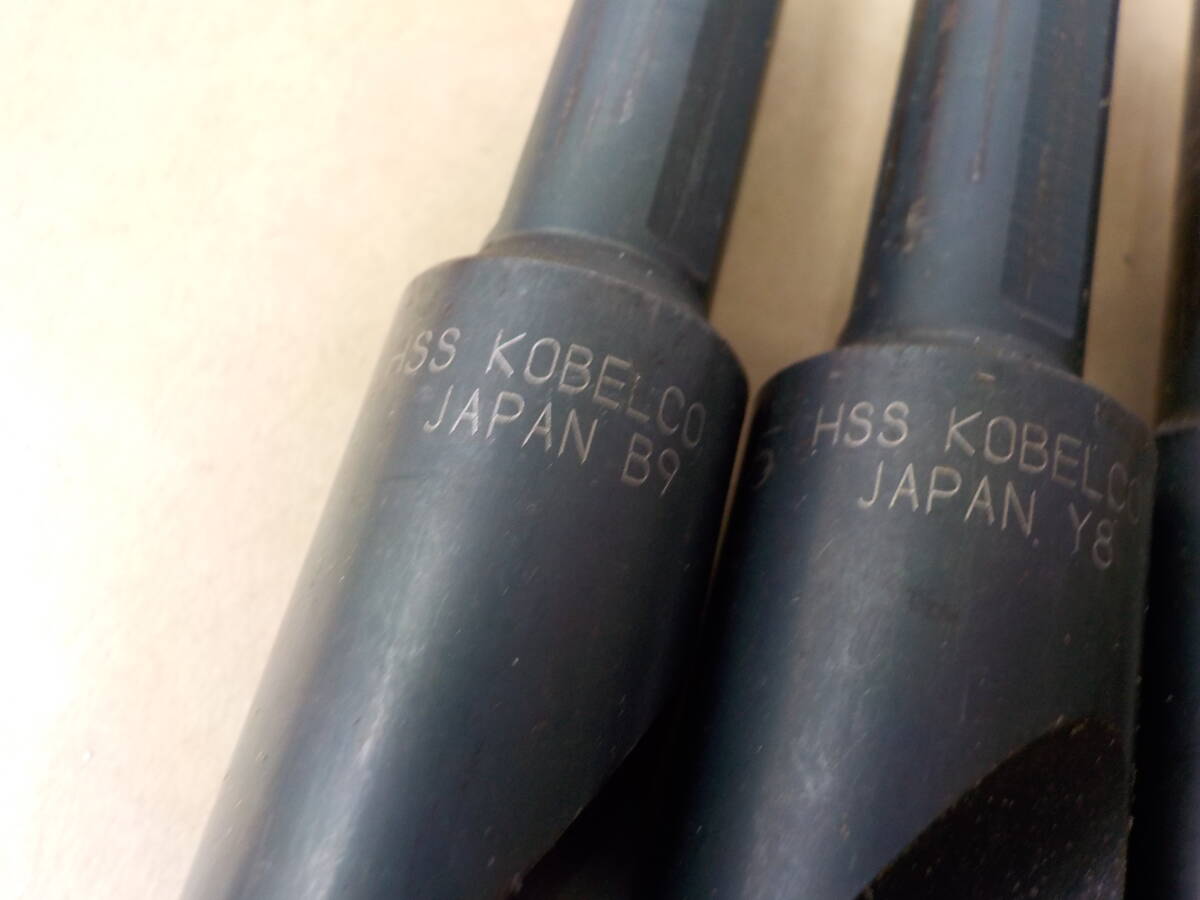 HSS KOBELCO
JAPAN B9
HSS KOBELCO
JAPAN Y8